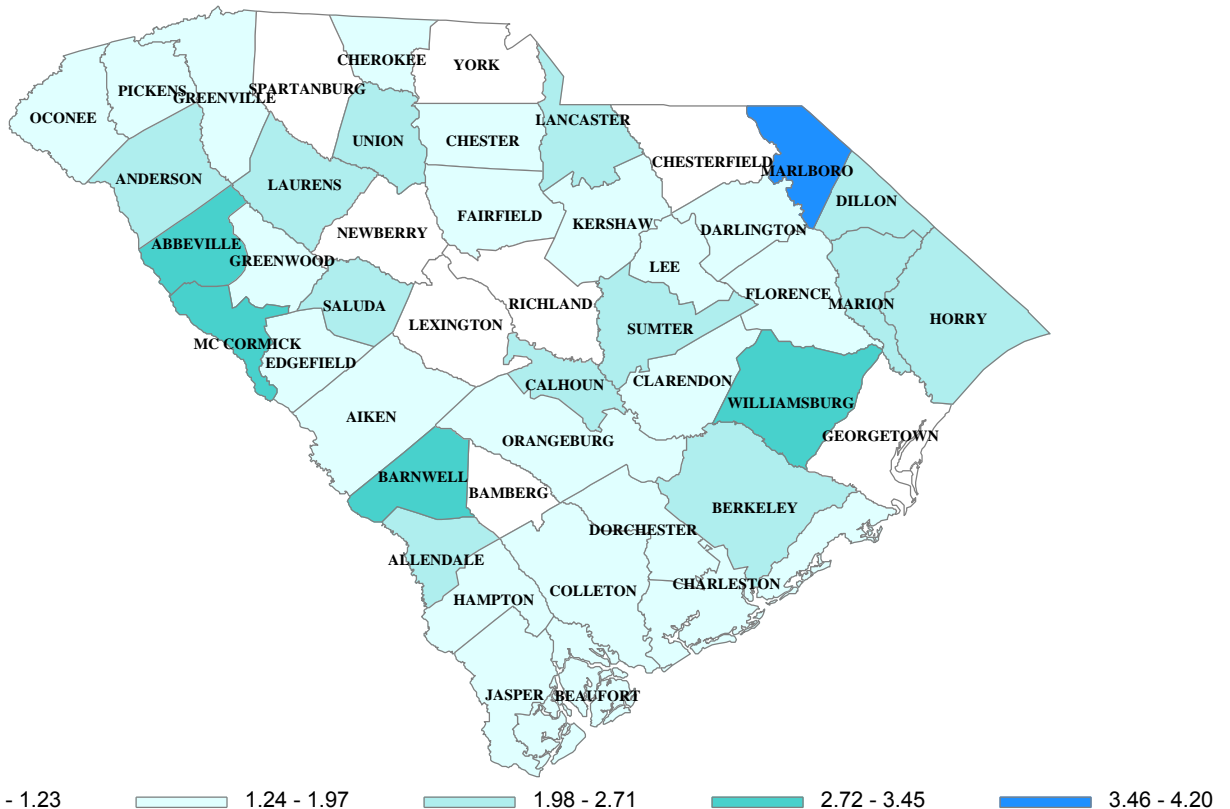 CHEROKEE
YORK
PICKENS
GREENVILLE
SPARTANBURG
OCONEE
LANCASTER
UNION
CHESTER
CHESTERFIELD
MARLBORO
ANDERSON
LAURENS
DILLON
FAIRFIELD
KERSHAW
DARLINGTON
NEWBERRY
ABBEVILLE
GREENWOOD
LEE
FLORENCE
MARION
SALUDA
RICHLAND
HORRY
LEXINGTON
SUMTER
MC CORMICK
EDGEFIELD
CLARENDON
CALHOUN
WILLIAMSBURG
AIKEN
GEORGETOWN
ORANGEBURG
BARNWELL
BAMBERG
BERKELEY
DORCHESTER
ALLENDALE
CHARLESTON
COLLETON
HAMPTON
JASPER
BEAUFORT
- 1.23 1.24 - 1.97 1.98 - 2.71 2.72 - 3.45 3.46 - 4.20